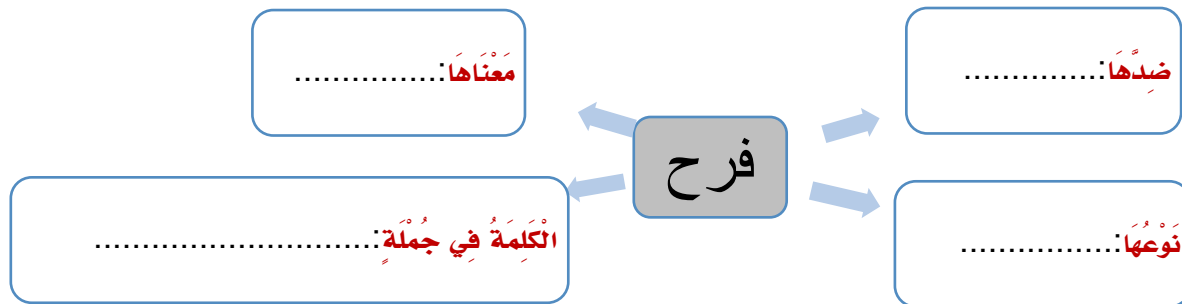 ضِدَّهَا:..............
مَعْنَاهَا:...............
فرح
نَوْعُهَا:................
الْكَلِمَةُ فِي جُمْلَةٍ:.............................